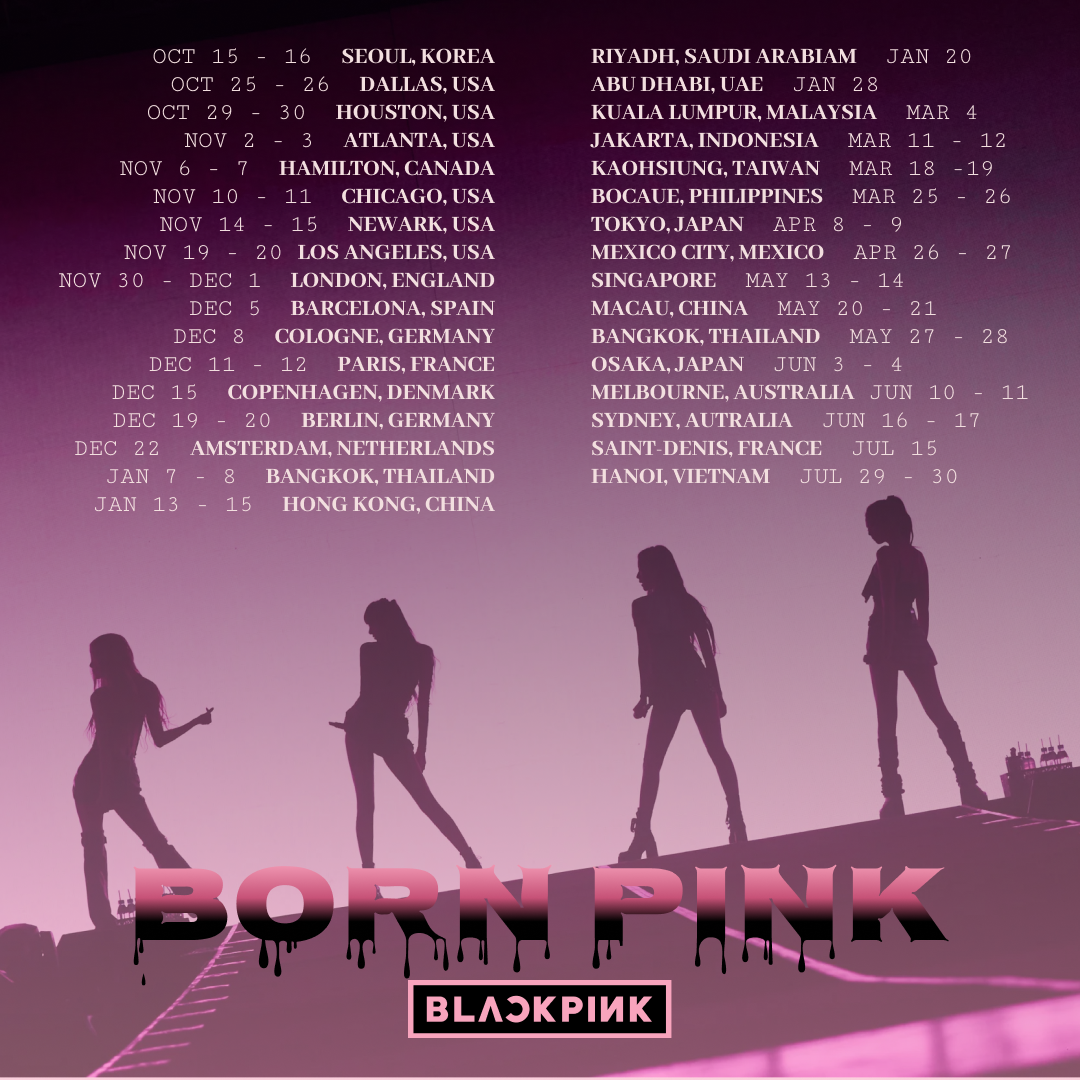 OCT 15 - 16 SEOUL, KOREA
OCT 25 - 26 DALLAS, USA
OCT 29 - 30 HOUSTON, USA
NOV 2 - 3 ATLANTA, USA
NOV 6 - 7 HAMILTON, CANADA
NOV 10 - 11 CHICAGO, USA
NOV 14 - 15 NEWARK, USA
NOV 19 - 20 LOS ANGELES, USA
NOV 30 - DEC 1 LONDON, ENGLAND
DEC 5 BARCELONA, SPAIN
DEC 8 COLOGNE, GERMANY
DEC 11 - 12 PARIS, FRANCE
DEC 15 COPENHAGEN, DENMARK
DEC 19 - 20 BERLIN, GERMANY
DEC 22 AMSTERDAM, NETHERLANDS
JAN 7 - 8 BANGKOK, THAILAND
JAN 13 - 15 HONG KONG, CHINA
RIYADH, SAUDI ARABIAM JAN 20
ABU DHABI, UAE JAN 28
KUALA LUMPUR, MALAYSIA MAR 4
JAKARTA, INDONESIA MAR 11 - 12
KAOHSIUNG, TAIWAN MAR 18 -19
BOCAUE, PHILIPPINES MAR 25 - 26
TOKYO, JAPAN APR 8 - 9
MEXICO CITY, MEXICO APR 26 - 27
SINGAPORE MAY 13 - 14
MACAU, CHINA MAY 20 - 21
BANGKOK, THAILAND MAY 27 - 28
OSAKA, JAPAN JUN 3 - 4
MELBOURNE, AUSTRALIA JUN 10 - 11
SYDNEY, AUTRALIA JUN 16 - 17
SAINT-DENIS, FRANCE JUL 15
HANOI, VIETNAM JUL 29 - 30
BORN PINK
BLACKPINK